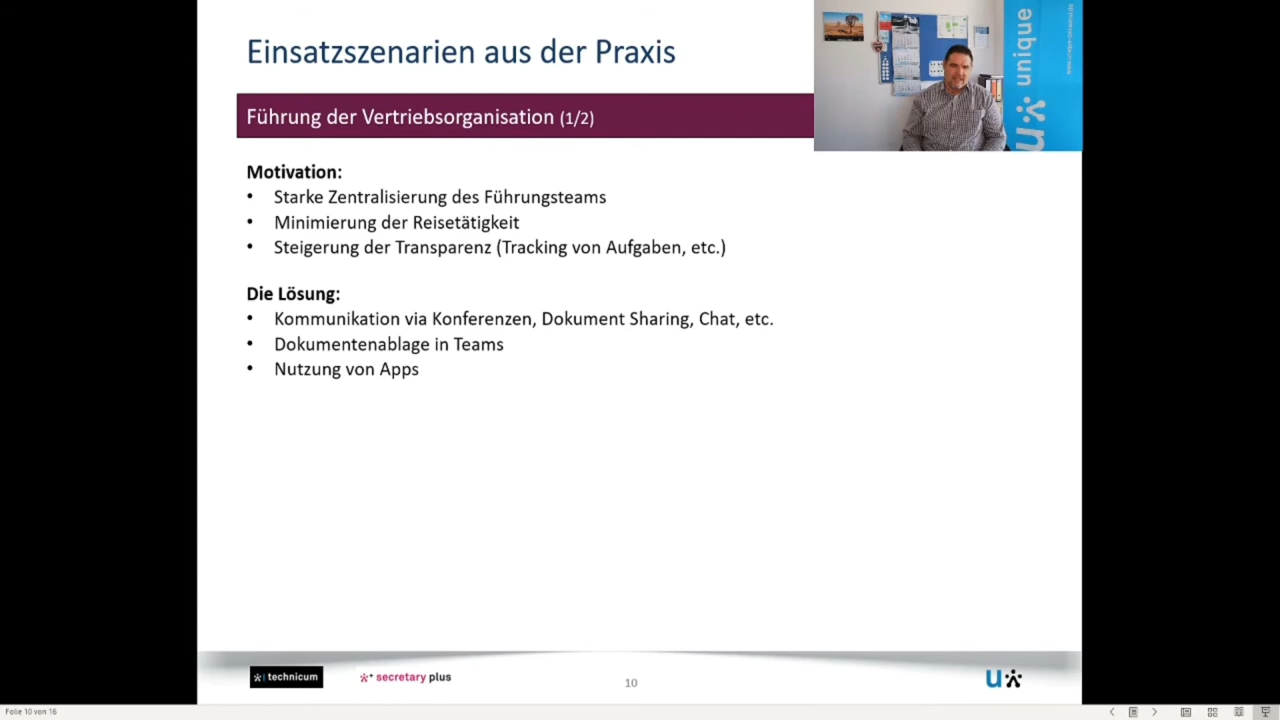 Einsatzszenarien aus der Praxis
Führung der Vertriebsorganisation (1/2)
Motivation:
• Starke Zentralisierung des Führungsteams
• Minimierung der Reisetätigkeit
• Steigerung der Transparenz (Tracking von Aufgaben, etc.)
Die Lösung:
• Kommunikation via Konferenzen, Dokument Sharing, Chat, etc.
• Dokumentenablage in Teams
• Nutzung von Apps
unique
u
technicum
secretary plus
10
u
Folie 10 von 16